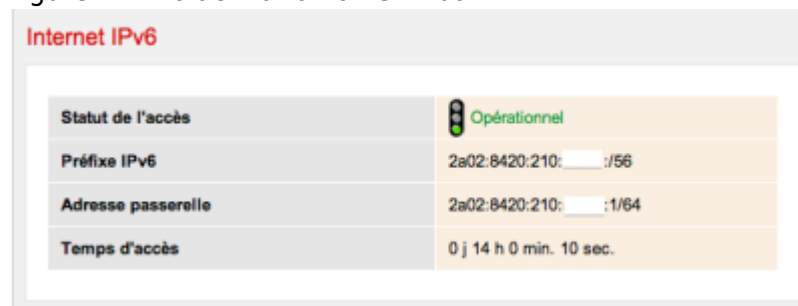 Internet IPv6
Statut de l'accès Opérationnel
Préfixe IPv6 2a02:8420:210: :/56
Adresse passerelle 2a02:8420:210: :1/64
Temps d'accès 0 j 14 h 0 min. 10 sec.